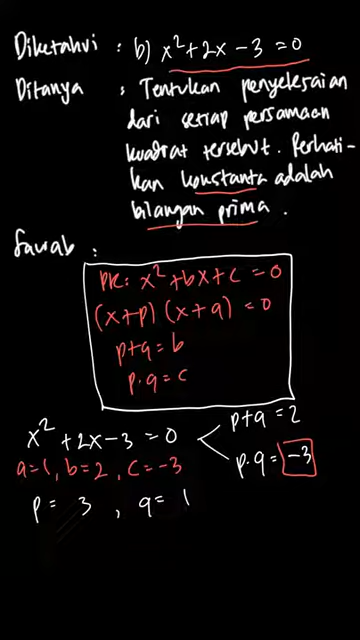 Diketahui : b) x² + 2x - 3 = 0
Ditanya : Tentukan penyelesaian
dari setiap persamaan
kuadrat tersebut. Perhati-
kan konstanta adalah
bilangan prima.
Jawab :
PK: x² + bx + c = 0
(x+p) (x+q) = 0
p+q = b
p·q = c
x² + 2x - 3 = 0
p+q = 2
p·q = -3
a=1, b=2, c=-3
p = 3, q = 1